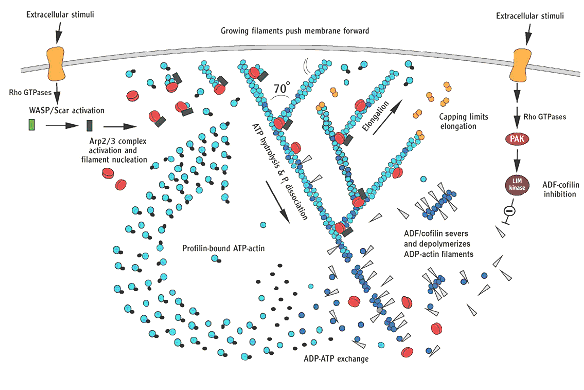 Extracellular stimuli
Growing filaments push membrane forward
Extracellular stimuli
Rho GTPases
WASP/Scar activation
Arp2/3 complex
activation and
filament nucleation
70°
ATP hydrolysis & Pi dissociation
Elongation
Capping limits
elongation
Rho GTPases
PAK
LIM
kinase
ADF-cofilin
inhibition
Profilin-bound ATP-actin
ADF/cofilin severs
and depolymerizes
ADP-actin filaments
ADP-ATP exchange